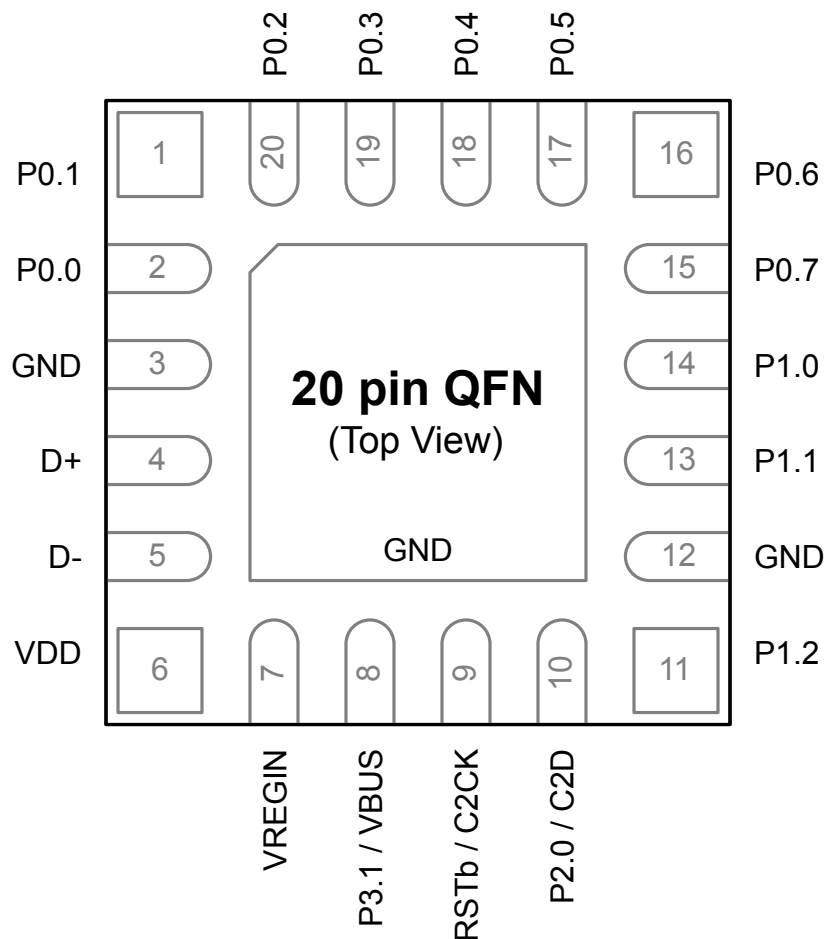 P0.2
P0.3
P0.4
P0.5
P0.1
1
20
19
18
17
16
P0.6
P0.0
2
15
P0.7
GND
3
14
P1.0
20 pin QFN
(Top View)
D+
4
13
P1.1
D-
5
GND
12
GND
VDD
6
7
8
9
10
11
P1.2
VREGIN
P3.1 / VBUS
RSTb / C2CK
P2.0 / C2D